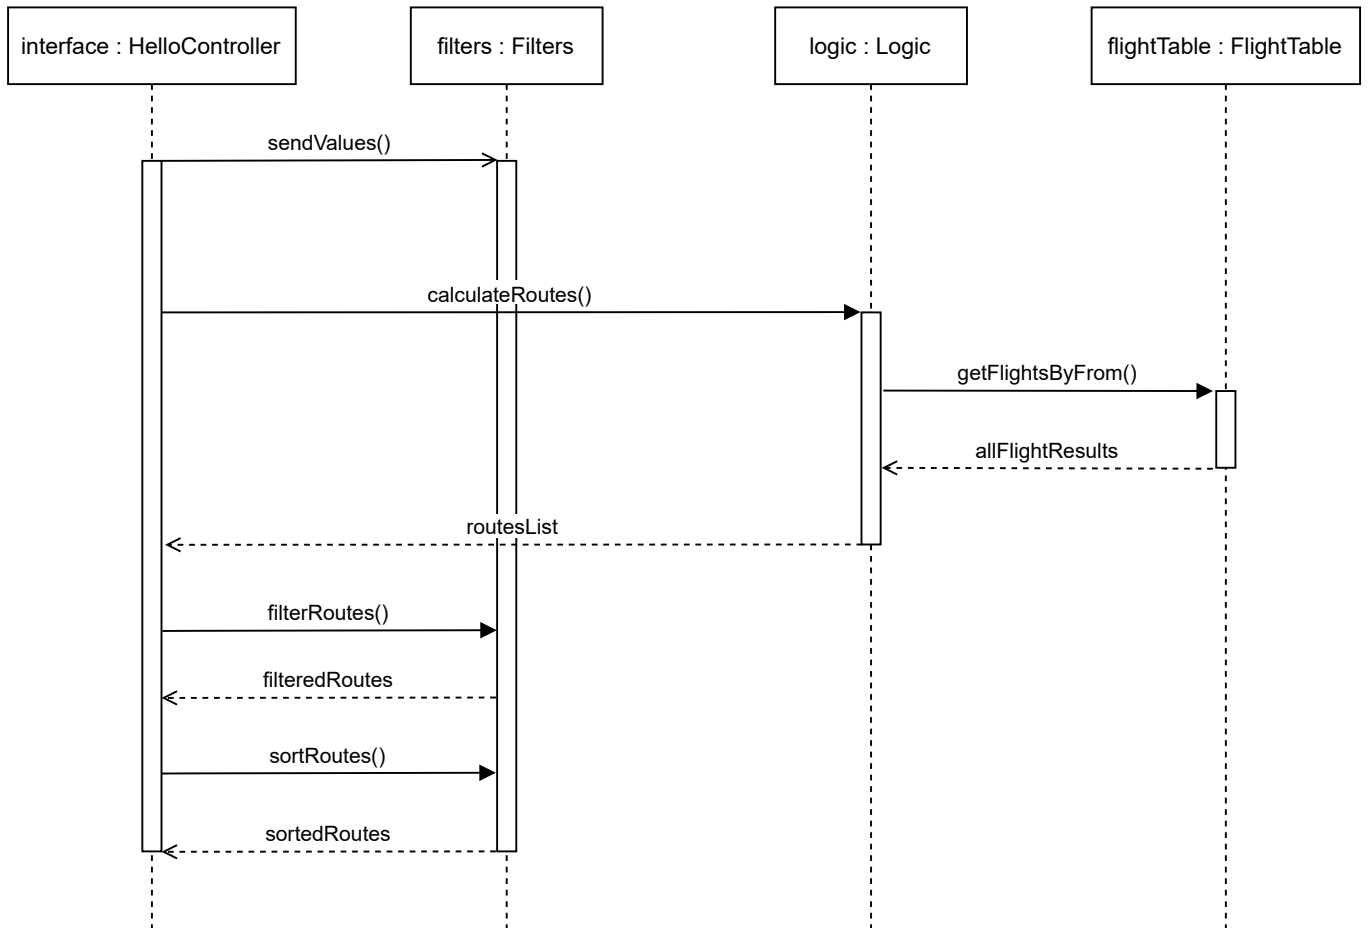 interface : HelloController
filters : Filters
logic : Logic
flightTable : FlightTable
sendValues()
calculateRoutes()
getFlightsByFrom()
allFlightResults
routesList
filterRoutes()
filteredRoutes
sortRoutes()
sortedRoutes